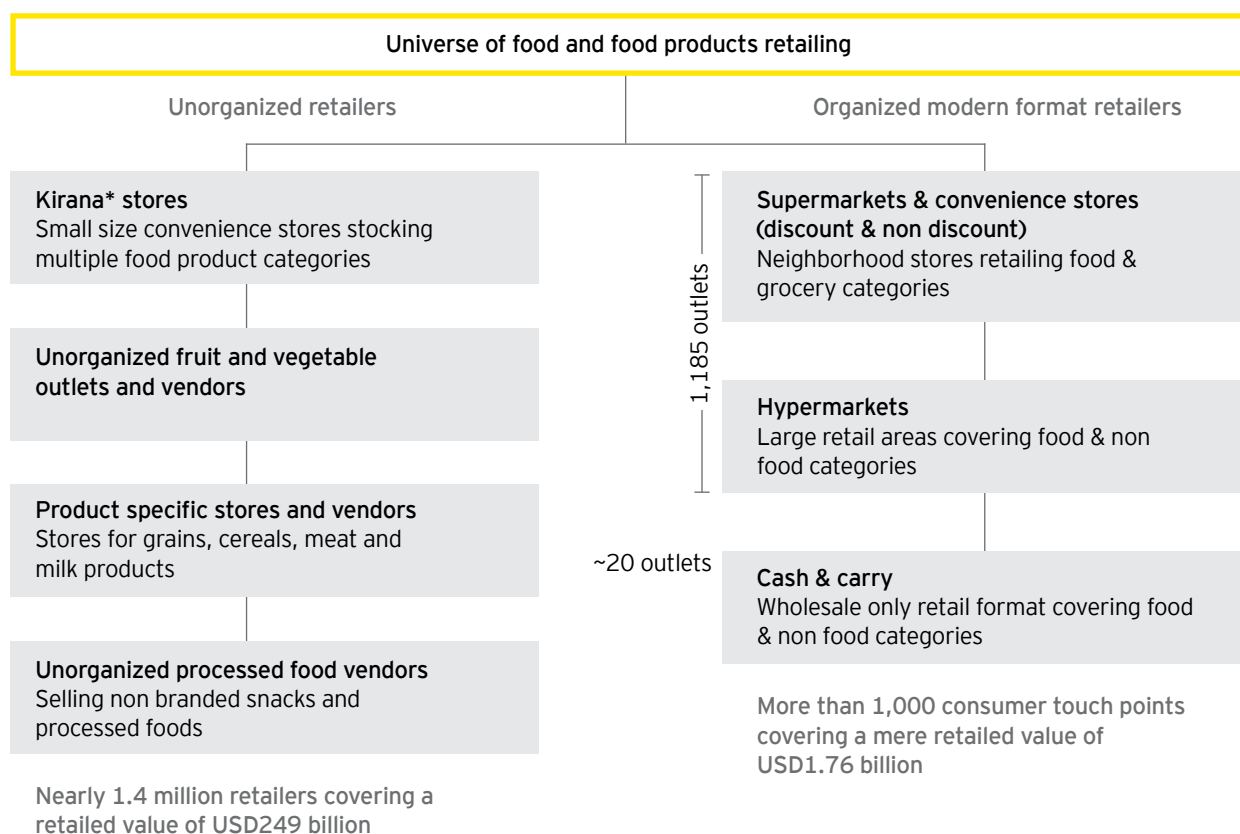 Universe of food and food products retailing
Unorganized retailers
Kirana* stores
Small size convenience stores stocking
multiple food product categories
Unorganized fruit and vegetable
outlets and vendors
Product specific stores and vendors
Stores for grains, cereals, meat and
milk products
Unorganized processed food vendors
Selling non branded snacks and
processed foods
Nearly 1.4 million retailers covering a
retailed value of USD249 billion
Organized modern format retailers
1,185 outlets
Supermarkets & convenience stores
(discount & non discount)
Neighborhood stores retailing food &
grocery categories
Hypermarkets
Large retail areas covering food & non
food categories
~20 outlets
Cash & carry
Wholesale only retail format covering food
& non food categories
More than 1,000 consumer touch points
covering a mere retailed value of
USD1.76 billion